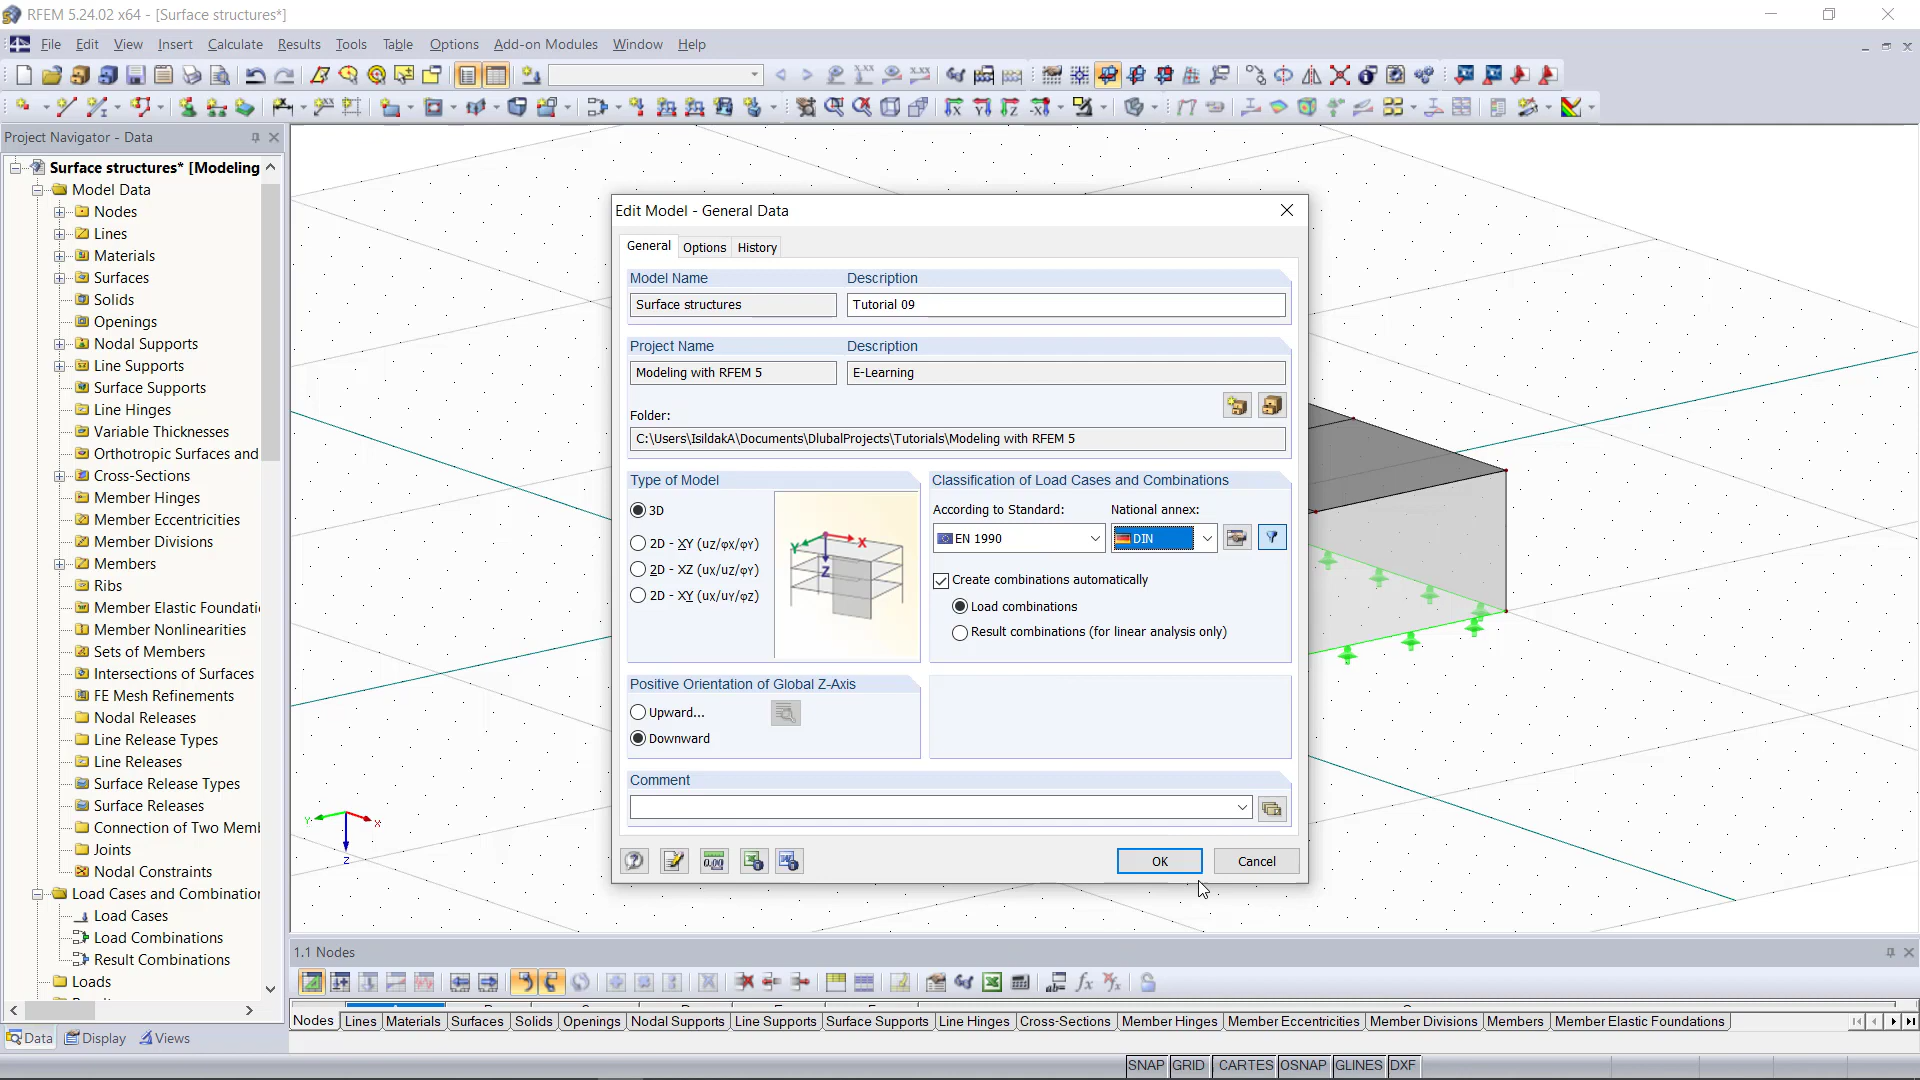 RFEM 5.24.02 x64 - [Surface structures*]
File Edit View Insert Calculate Results Tools Table Options Add-on Modules Window Help
Project Navigator - Data
Surface structures* [Modeling
Model Data
Nodes
Lines
Materials
Surfaces
Solids
Openings
Nodal Supports
Line Supports
Surface Supports
Line Hinges
Variable Thicknesses
Orthotropic Surfaces and
Cross-Sections
Member Hinges
Member Eccentricities
Member Divisions
Members
Ribs
Member Elastic Foundati
Member Nonlinearities
Sets of Members
Intersections of Surfaces
FE Mesh Refinements
Nodal Releases
Line Release Types
Line Releases
Surface Release Types
Surface Releases
Connection of Two Memb
Joints
Nodal Constraints
Load Cases and Combination
Load Cases
Load Combinations
Result Combinations
Loads
Data Display Views
Edit Model - General Data
General Options History
Model Name Description
Surface structures Tutorial 09
Project Name Description
Modeling with RFEM 5 E-Learning
Folder:
C:\Users\IsildakA\Documents\DlubalProjects\Tutorials\Modeling with RFEM 5
Type of Model
3D
2D - XY (uZ/φX/φY)
2D - XZ (uX/uZ/φY)
2D - XY (uX/uY/φZ)
Y X
Z
Classification of Load Cases and Combinations
According to Standard: National annex:
EN 1990 DIN
Create combinations automatically
Load combinations
Result combinations (for linear analysis only)
Positive Orientation of Global Z-Axis
Upward...
Downward
Comment
0.00
OK Cancel
Y X
Z
1.1 Nodes
Nodes Lines Materials Surfaces Solids Openings Nodal Supports Line Supports Surface Supports Line Hinges Cross-Sections Member Hinges Member Eccentricities Member Divisions Members Member Elastic Foundations
SNAP GRID CARTES OSNAP GLINES DXF